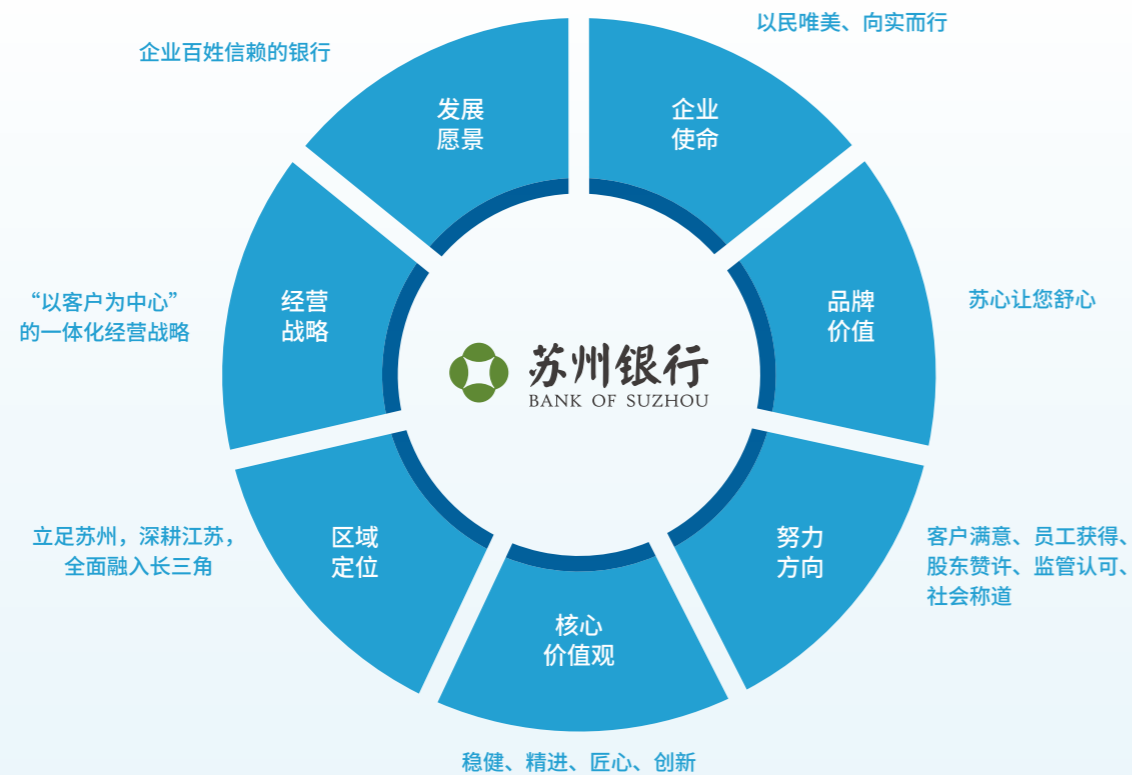 以民唯美、向实而行
企业百姓信赖的银行
发展
愿景
企业
使命
经营
战略
“以客户为中心”
的一体化经营战略
品牌
价值
苏心让您舒心
苏州银行
BANK OF SUZHOU
区域
定位
立足苏州，深耕江苏，
全面融入长三角
努力
方向
客户满意、员工获得、
股东赞许、监管认可、
社会称道
核心
价值观
稳健、精进、匠心、创新